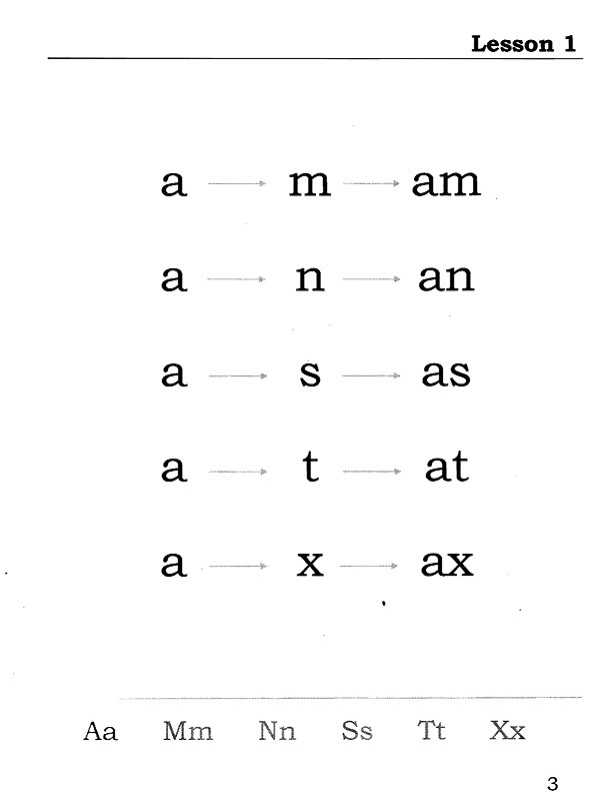 Lesson 1
a → m → am
a → n → an
a → s → as
a → t → at
a → x → ax
Aa Mm Nn Ss Tt Xx
3